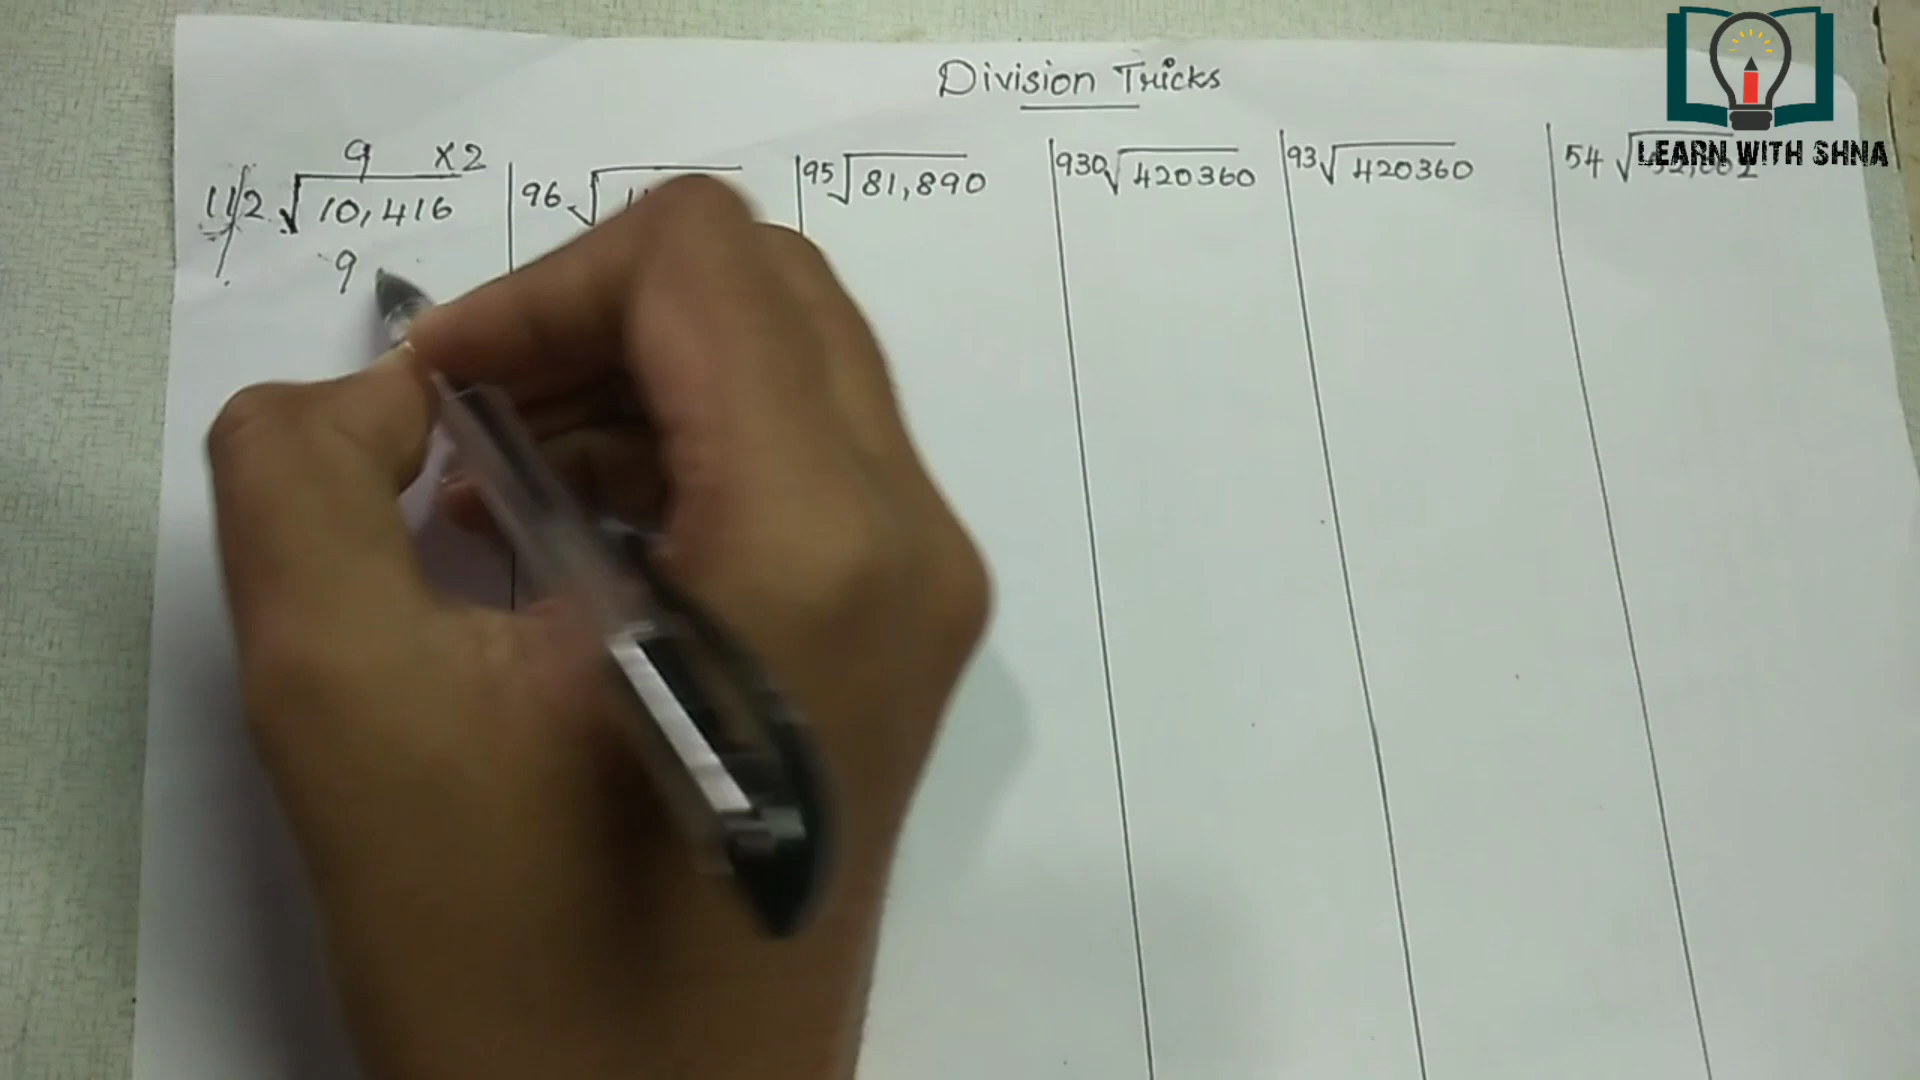 Division Tricks
9 x2
112 √10,416
9
96 √
95 √81,890
930 √420360
93 √420360
54 √
LEARN WITH SHNA